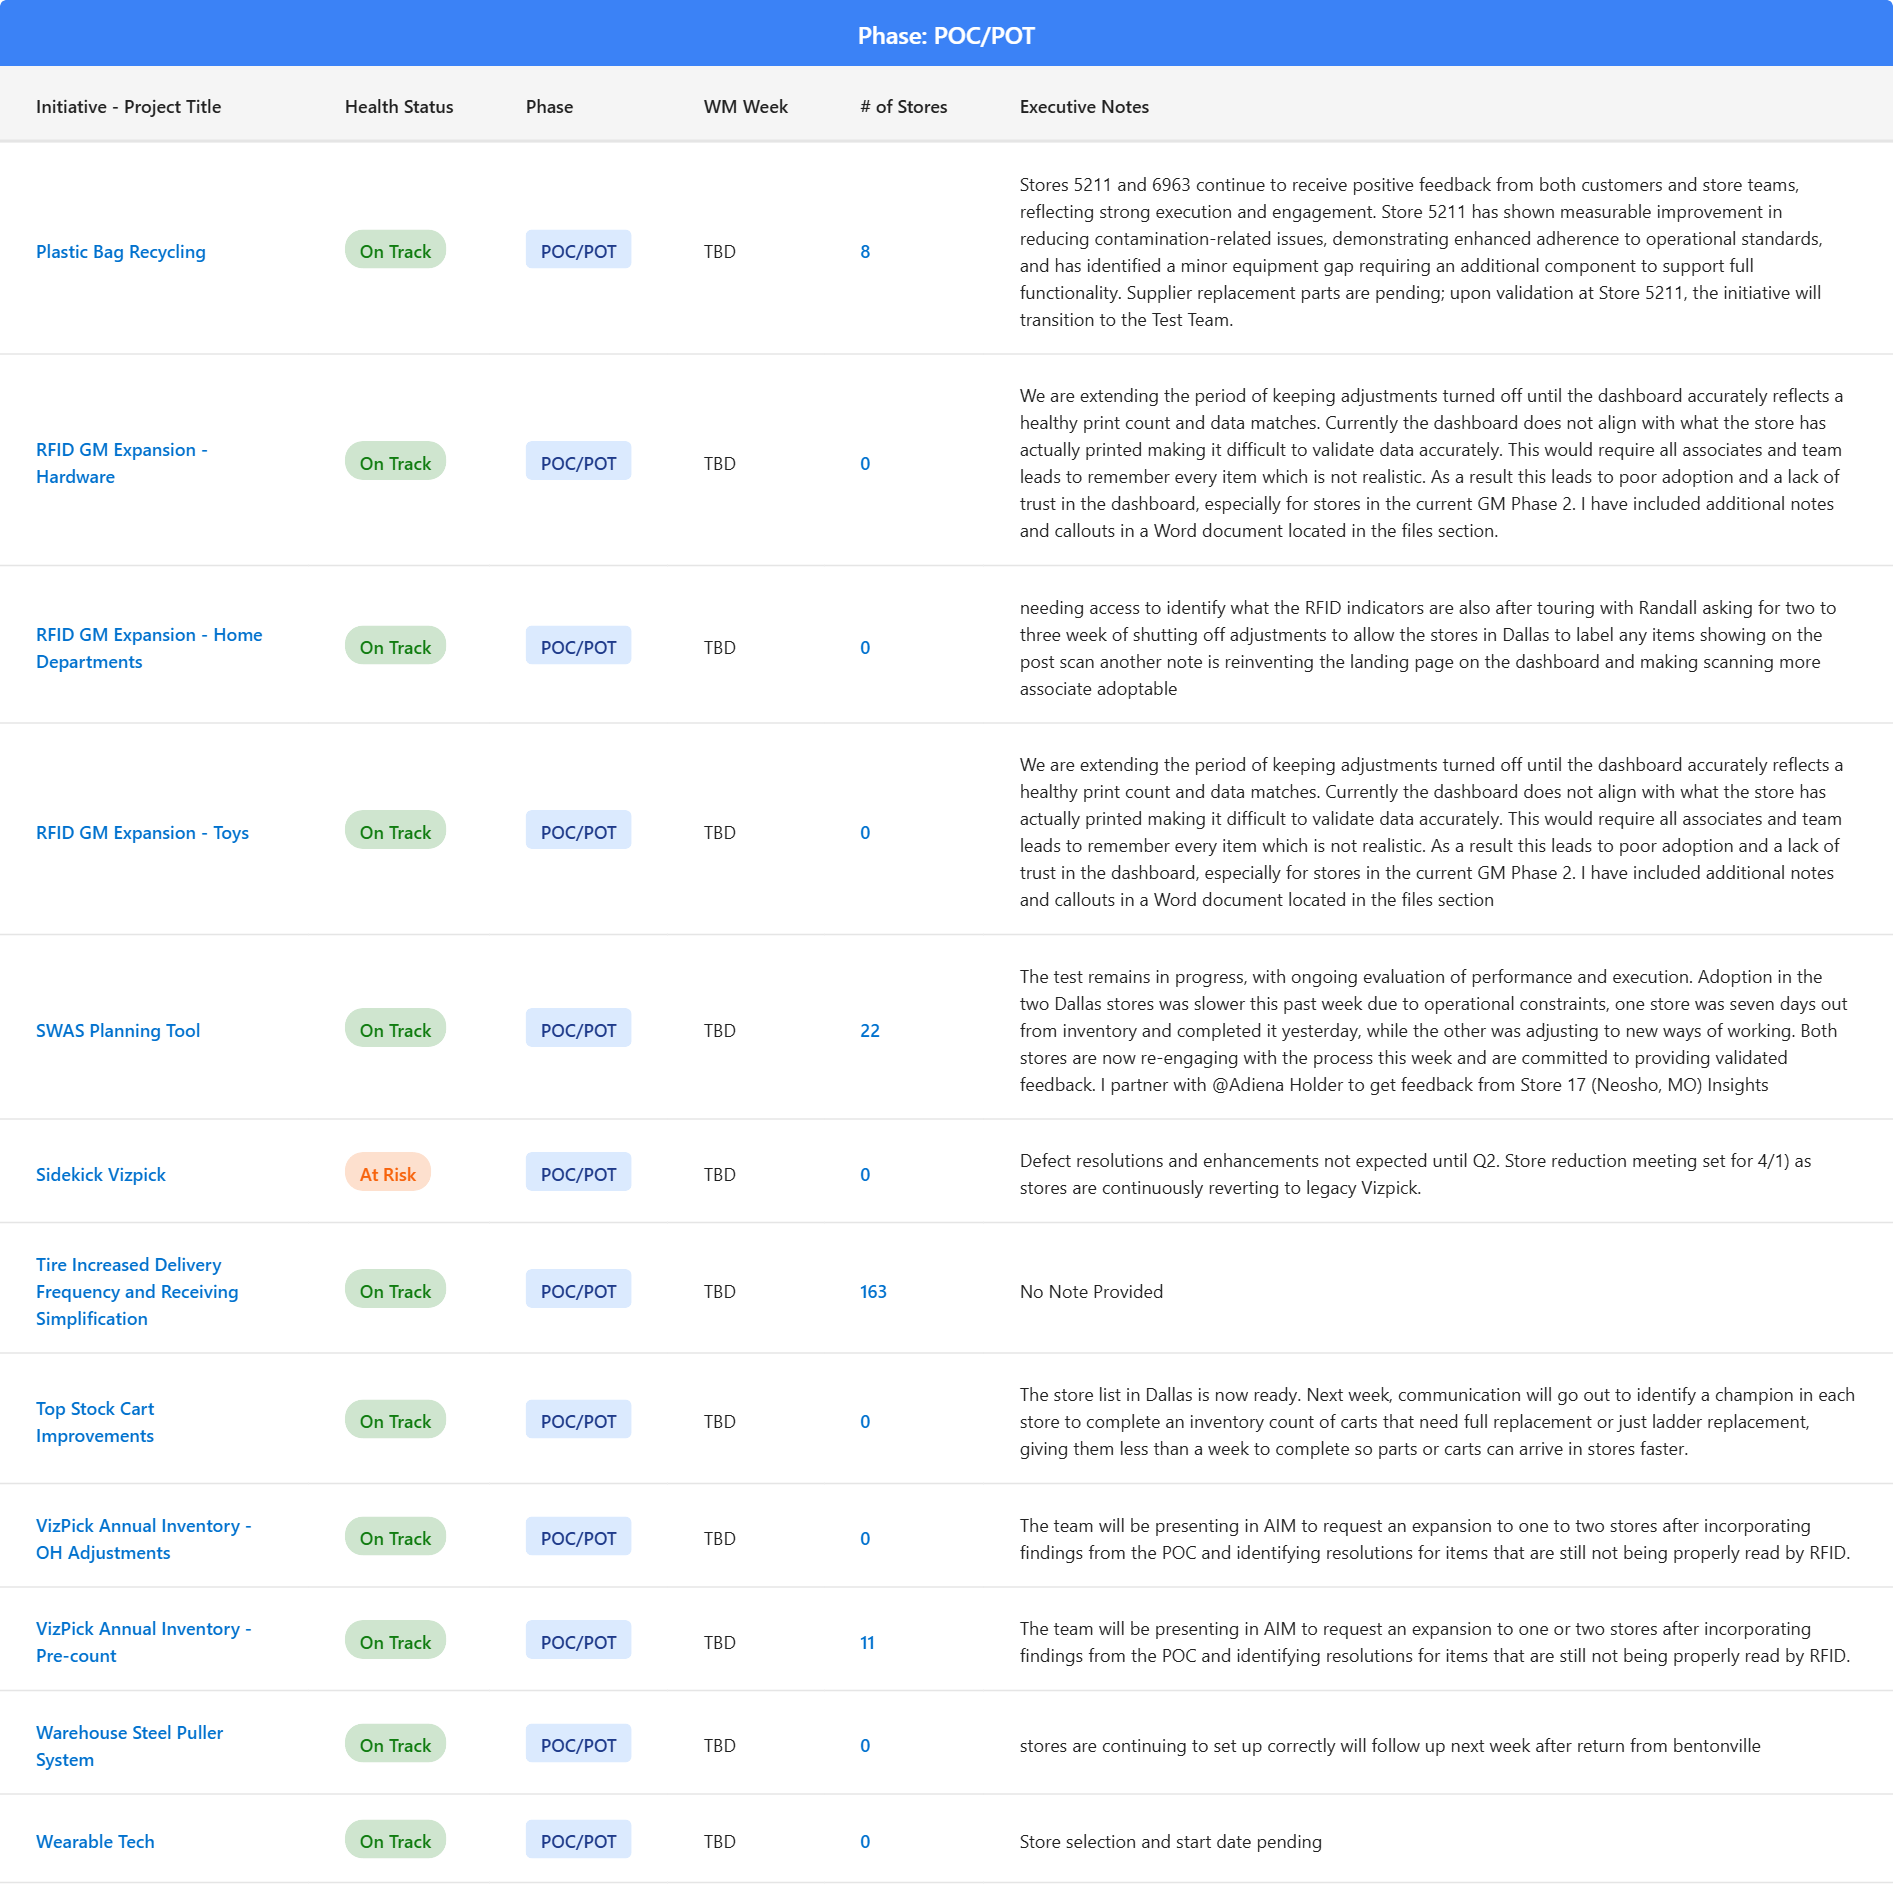 Phase: POC/POT
Initiative - Project Title Health Status Phase WM Week # of Stores Executive Notes
Plastic Bag Recycling On Track POC/POT TBD 8
Stores 5211 and 6963 continue to receive positive feedback from both customers and store teams,
reflecting strong execution and engagement. Store 5211 has shown measurable improvement in
reducing contamination-related issues, demonstrating enhanced adherence to operational standards,
and has identified a minor equipment gap requiring an additional component to support full
functionality. Supplier replacement parts are pending; upon validation at Store 5211, the initiative will
transition to the Test Team.
RFID GM Expansion -
Hardware
On Track POC/POT TBD 0
We are extending the period of keeping adjustments turned off until the dashboard accurately reflects a
healthy print count and data matches. Currently the dashboard does not align with what the store has
actually printed making it difficult to validate data accurately. This would require all associates and team
leads to remember every item which is not realistic. As a result this leads to poor adoption and a lack of
trust in the dashboard, especially for stores in the current GM Phase 2. I have included additional notes
and callouts in a Word document located in the files section.
RFID GM Expansion - Home
Departments
On Track POC/POT TBD 0
needing access to identify what the RFID indicators are also after touring with Randall asking for two to
three week of shutting off adjustments to allow the stores in Dallas to label any items showing on the
post scan another note is reinventing the landing page on the dashboard and making scanning more
associate adoptable
RFID GM Expansion - Toys On Track POC/POT TBD 0
We are extending the period of keeping adjustments turned off until the dashboard accurately reflects a
healthy print count and data matches. Currently the dashboard does not align with what the store has
actually printed making it difficult to validate data accurately. This would require all associates and team
leads to remember every item which is not realistic. As a result this leads to poor adoption and a lack of
trust in the dashboard, especially for stores in the current GM Phase 2. I have included additional notes
and callouts in a Word document located in the files section
SWAS Planning Tool On Track POC/POT TBD 22
The test remains in progress, with ongoing evaluation of performance and execution. Adoption in the
two Dallas stores was slower this past week due to operational constraints, one store was seven days out
from inventory and completed it yesterday, while the other was adjusting to new ways of working. Both
stores are now re-engaging with the process this week and are committed to providing validated
feedback. I partner with @Adiena Holder to get feedback from Store 17 (Neosho, MO) Insights
Sidekick Vizpick At Risk POC/POT TBD 0
Defect resolutions and enhancements not expected until Q2. Store reduction meeting set for 4/1) as
stores are continuously reverting to legacy Vizpick.
Tire Increased Delivery
Frequency and Receiving
Simplification
On Track POC/POT TBD 163 No Note Provided
Top Stock Cart
Improvements
On Track POC/POT TBD 0
The store list in Dallas is now ready. Next week, communication will go out to identify a champion in each
store to complete an inventory count of carts that need full replacement or just ladder replacement,
giving them less than a week to complete so parts or carts can arrive in stores faster.
VizPick Annual Inventory -
OH Adjustments
On Track POC/POT TBD 0
The team will be presenting in AIM to request an expansion to one to two stores after incorporating
findings from the POC and identifying resolutions for items that are still not being properly read by RFID.
VizPick Annual Inventory -
Pre-count
On Track POC/POT TBD 11
The team will be presenting in AIM to request an expansion to one or two stores after incorporating
findings from the POC and identifying resolutions for items that are still not being properly read by RFID.
Warehouse Steel Puller
System
On Track POC/POT TBD 0 stores are continuing to set up correctly will follow up next week after return from bentonville
Wearable Tech On Track POC/POT TBD 0 Store selection and start date pending